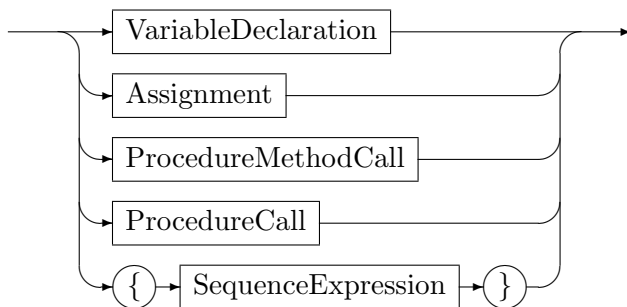 VariableDeclaration
Assignment
ProcedureMethodCall
ProcedureCall
{ SequenceExpression }